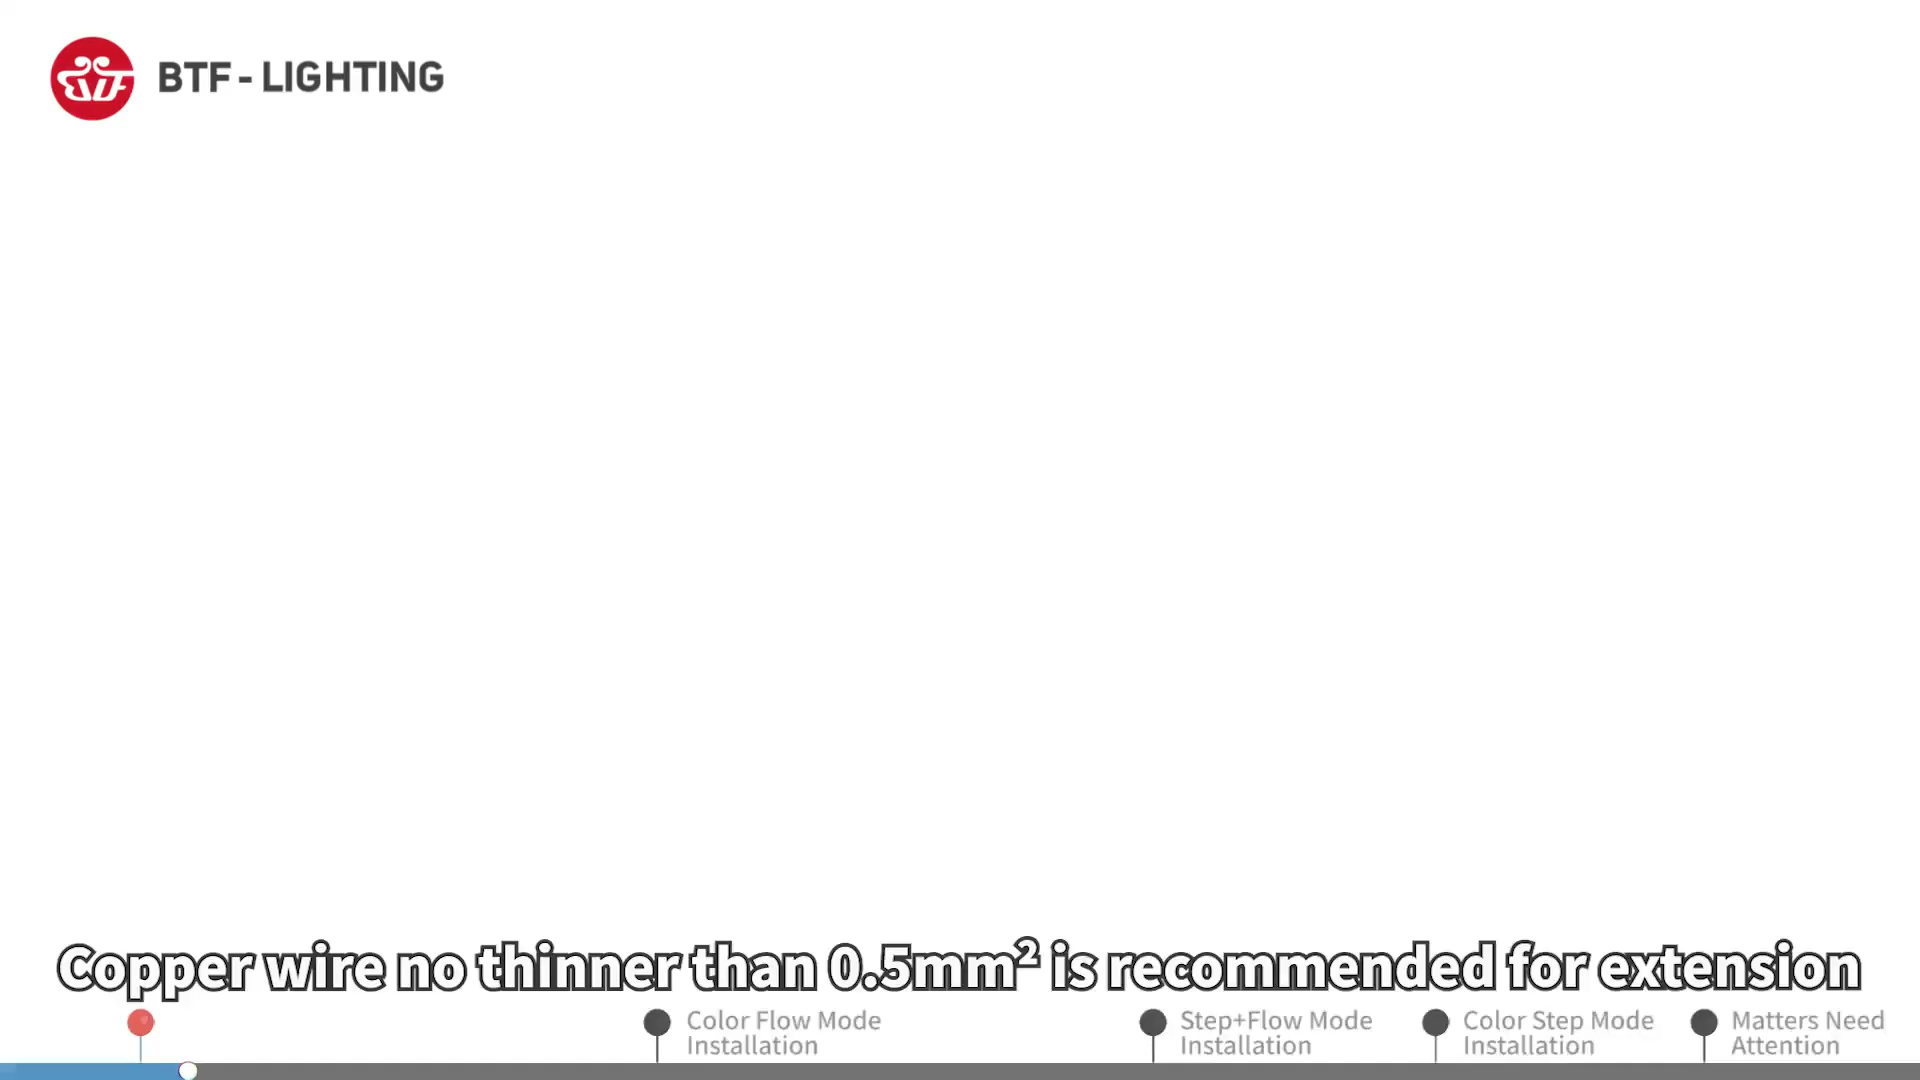 BTF - LIGHTING
Copper wire no thinner than 0.5mm² is recommended for extension
Color Flow Mode
Installation
Step+Flow Mode
Installation
Color Step Mode
Installation
Matters Need
Attention